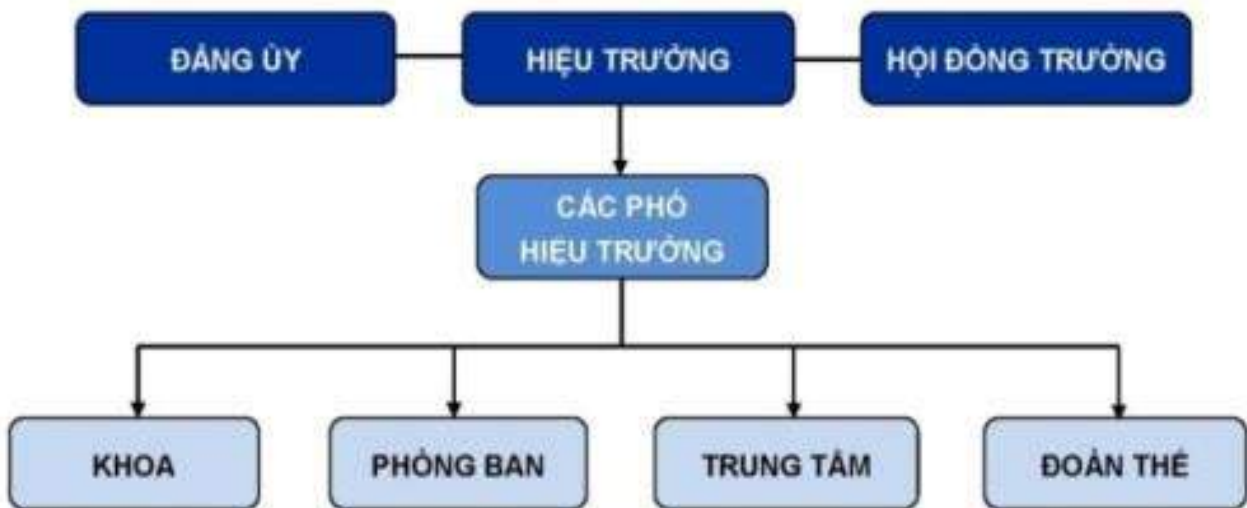 ĐẢNG ỦY
HIỆU TRƯỞNG
HỘI ĐỒNG TRƯỜNG
CÁC PHÓ
HIỆU TRƯỞNG
KHOA
PHÒNG BAN
TRUNG TÂM
ĐOÀN THỂ